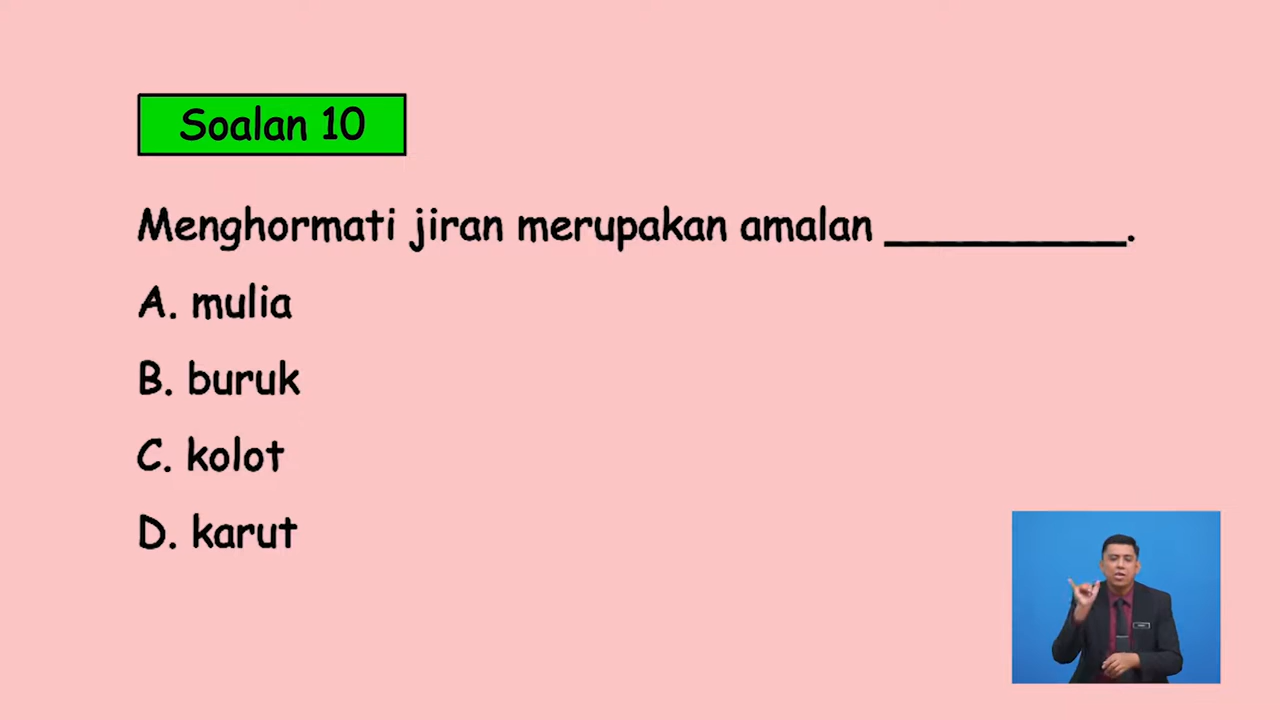 Soalan 10
Menghormati jiran merupakan amalan __________.
A. mulia
B. buruk
C. kolot
D. karut